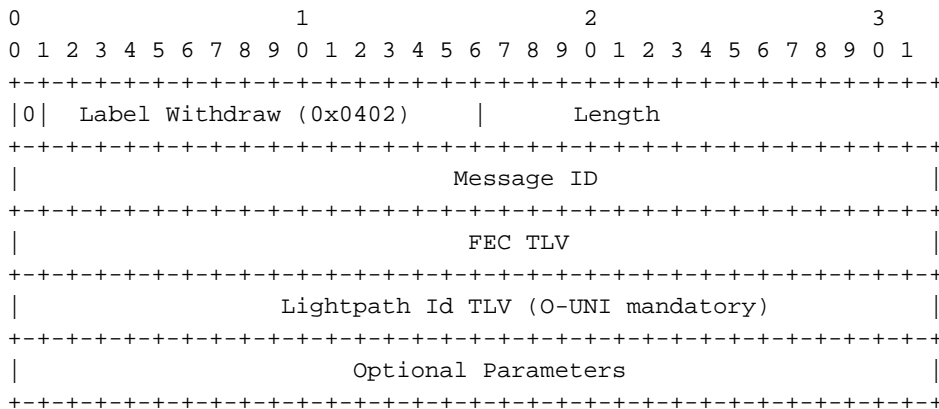 0                   1                   2                   3
0 1 2 3 4 5 6 7 8 9 0 1 2 3 4 5 6 7 8 9 0 1 2 3 4 5 6 7 8 9 0 1
+-+-+-+-+-+-+-+-+-+-+-+-+-+-+-+-+-+-+-+-+-+-+-+-+-+-+-+-+-+-+-+-+
|0|  Label Withdraw (0x0402)    |      Length
+-+-+-+-+-+-+-+-+-+-+-+-+-+-+-+-+-+-+-+-+-+-+-+-+-+-+-+-+-+-+-+-+
|                              Message ID                       |
+-+-+-+-+-+-+-+-+-+-+-+-+-+-+-+-+-+-+-+-+-+-+-+-+-+-+-+-+-+-+-+-+
|                               FEC TLV                         |
+-+-+-+-+-+-+-+-+-+-+-+-+-+-+-+-+-+-+-+-+-+-+-+-+-+-+-+-+-+-+-+-+
|                  Lightpath Id TLV (O-UNI mandatory)           |
+-+-+-+-+-+-+-+-+-+-+-+-+-+-+-+-+-+-+-+-+-+-+-+-+-+-+-+-+-+-+-+-+
|                       Optional Parameters                     |
+-+-+-+-+-+-+-+-+-+-+-+-+-+-+-+-+-+-+-+-+-+-+-+-+-+-+-+-+-+-+-+-+